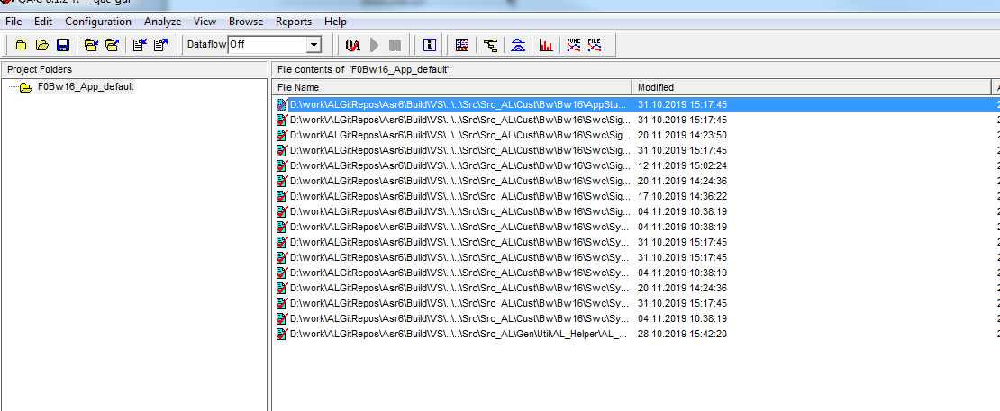 QA·C 8.1.2 R _qac_gui
File Edit Configuration Analyze View Browse Reports Help
Dataflow Off QA FUNC FILE
Project Folders
F0Bw16_App_default
File contents of 'F0Bw16_App_default':
File Name Modified
D:\work\ALGitRepos\Asr6\Build\VS\..\..\Src\Src_AL\Cust\Bw\Bw16\AppStu... 31.10.2019 15:17:45
D:\work\ALGitRepos\Asr6\Build\VS\..\..\Src\Src_AL\Cust\Bw\Bw16\Swc\Sig... 31.10.2019 15:17:45
D:\work\ALGitRepos\Asr6\Build\VS\..\..\Src\Src_AL\Cust\Bw\Bw16\Swc\Sig... 20.11.2019 14:23:50
D:\work\ALGitRepos\Asr6\Build\VS\..\..\Src\Src_AL\Cust\Bw\Bw16\Swc\Sig... 31.10.2019 15:17:45
D:\work\ALGitRepos\Asr6\Build\VS\..\..\Src\Src_AL\Cust\Bw\Bw16\Swc\Sig... 12.11.2019 15:02:24
D:\work\ALGitRepos\Asr6\Build\VS\..\..\Src\Src_AL\Cust\Bw\Bw16\Swc\Sig... 20.11.2019 14:24:36
D:\work\ALGitRepos\Asr6\Build\VS\..\..\Src\Src_AL\Cust\Bw\Bw16\Swc\Sig... 17.10.2019 14:36:22
D:\work\ALGitRepos\Asr6\Build\VS\..\..\Src\Src_AL\Cust\Bw\Bw16\Swc\Sig... 04.11.2019 10:38:19
D:\work\ALGitRepos\Asr6\Build\VS\..\..\Src\Src_AL\Cust\Bw\Bw16\Swc\Sy... 04.11.2019 10:38:19
D:\work\ALGitRepos\Asr6\Build\VS\..\..\Src\Src_AL\Cust\Bw\Bw16\Swc\Sy... 31.10.2019 15:17:45
D:\work\ALGitRepos\Asr6\Build\VS\..\..\Src\Src_AL\Cust\Bw\Bw16\Swc\Sy... 31.10.2019 15:17:45
D:\work\ALGitRepos\Asr6\Build\VS\..\..\Src\Src_AL\Cust\Bw\Bw16\Swc\Sy... 04.11.2019 10:38:19
D:\work\ALGitRepos\Asr6\Build\VS\..\..\Src\Src_AL\Cust\Bw\Bw16\Swc\Sy... 20.11.2019 14:24:36
D:\work\ALGitRepos\Asr6\Build\VS\..\..\Src\Src_AL\Cust\Bw\Bw16\Swc\Sy... 31.10.2019 15:17:45
D:\work\ALGitRepos\Asr6\Build\VS\..\..\Src\Src_AL\Cust\Bw\Bw16\Swc\Sy... 04.11.2019 10:38:19
D:\work\ALGitRepos\Asr6\Build\VS\..\..\Src\Src_AL\Gen\Util\AL_Helper\AL_... 28.10.2019 15:42:20